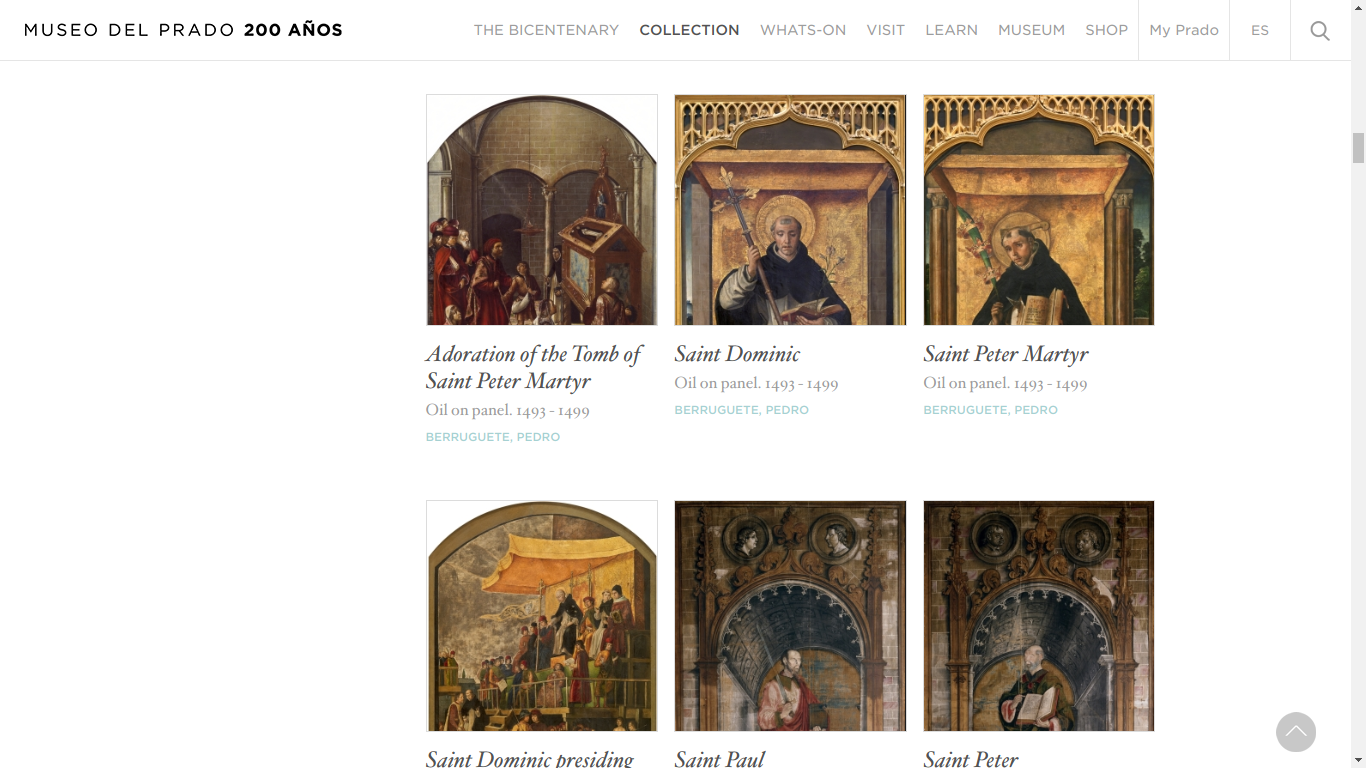 MUSEO DEL PRADO 200 AÑOS
THE BICENTENARY COLLECTION WHATS-ON VISIT LEARN MUSEUM SHOP My Prado ES
Adoration of the Tomb of
Saint Peter Martyr
Oil on panel. 1493 - 1499
BERRUGUETE, PEDRO
Saint Dominic
Oil on panel. 1493 - 1499
BERRUGUETE, PEDRO
Saint Peter Martyr
Oil on panel. 1493 - 1499
BERRUGUETE, PEDRO
Saint Dominic presiding
Saint Paul
Saint Peter